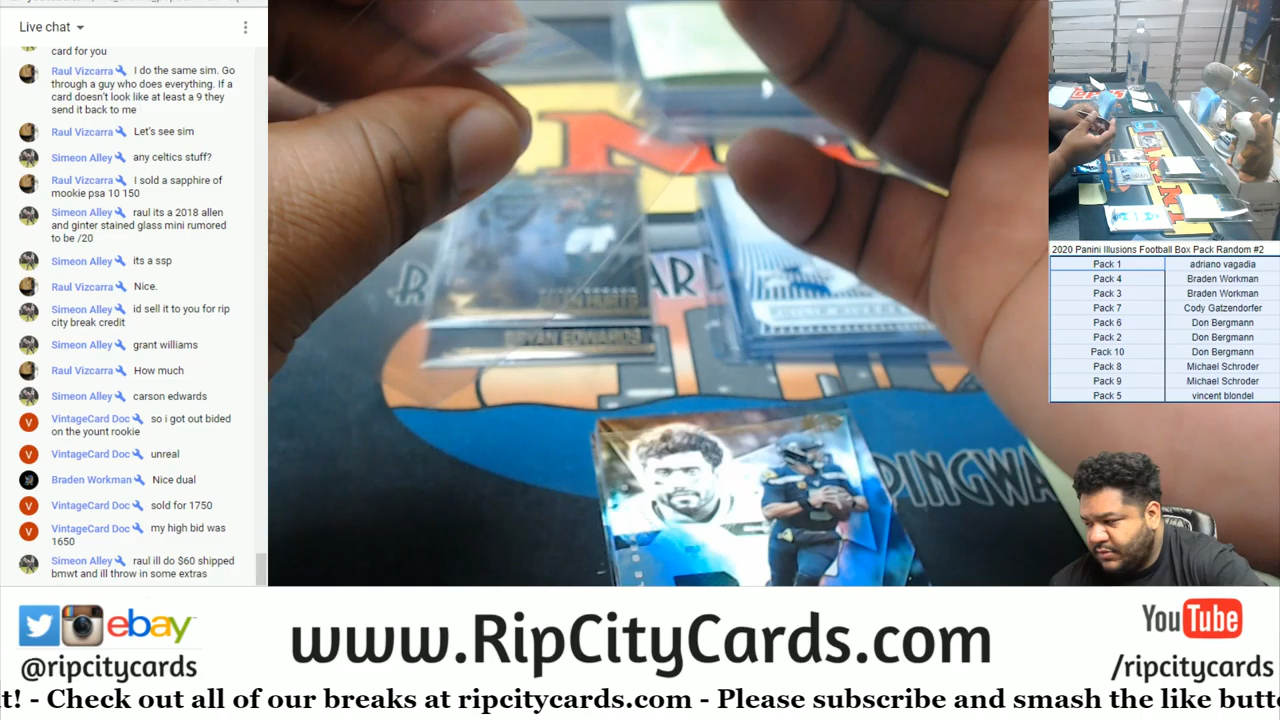 Live chat
card for you
Raul Vizcarra I do the same sim. Go
through a guy who does everything. If a
card doesn't look like at least a 9 they
send it back to me
Raul Vizcarra Let's see sim
Simeon Alley any celtics stuff?
Raul Vizcarra I sold a sapphire of
mookie psa 10 150
Simeon Alley raul its a 2018 allen
and ginter stained glass mini rumored
to be /20
Simeon Alley its a ssp
Raul Vizcarra Nice.
Simeon Alley id sell it to you for rip
city break credit
Simeon Alley grant williams
Raul Vizcarra How much
Simeon Alley carson edwards
V VintageCard Doc so i got out bided
on the yount rookie
V VintageCard Doc unreal
Braden Workman Nice dual
V VintageCard Doc sold for 1750
V VintageCard Doc my high bid was
1650
Simeon Alley raul ill do $60 shipped
bmwt and ill throw in some extras
EDWARDS
2020 Panini Illusions Football Box Pack Random #2
Pack 1 adriano vagadia
Pack 4 Braden Workman
Pack 3 Braden Workman
Pack 7 Cody Gatzendorfer
Pack 6 Don Bergmann
Pack 2 Don Bergmann
Pack 10 Don Bergmann
Pack 8 Michael Schroder
Pack 9 Michael Schroder
Pack 5 vincent blondel
ebay
@ripcitycards
www.RipCityCards.com
YouTube
/ripcitycards
t! - Check out all of our breaks at ripcitycards.com - Please subscribe and smash the like butt